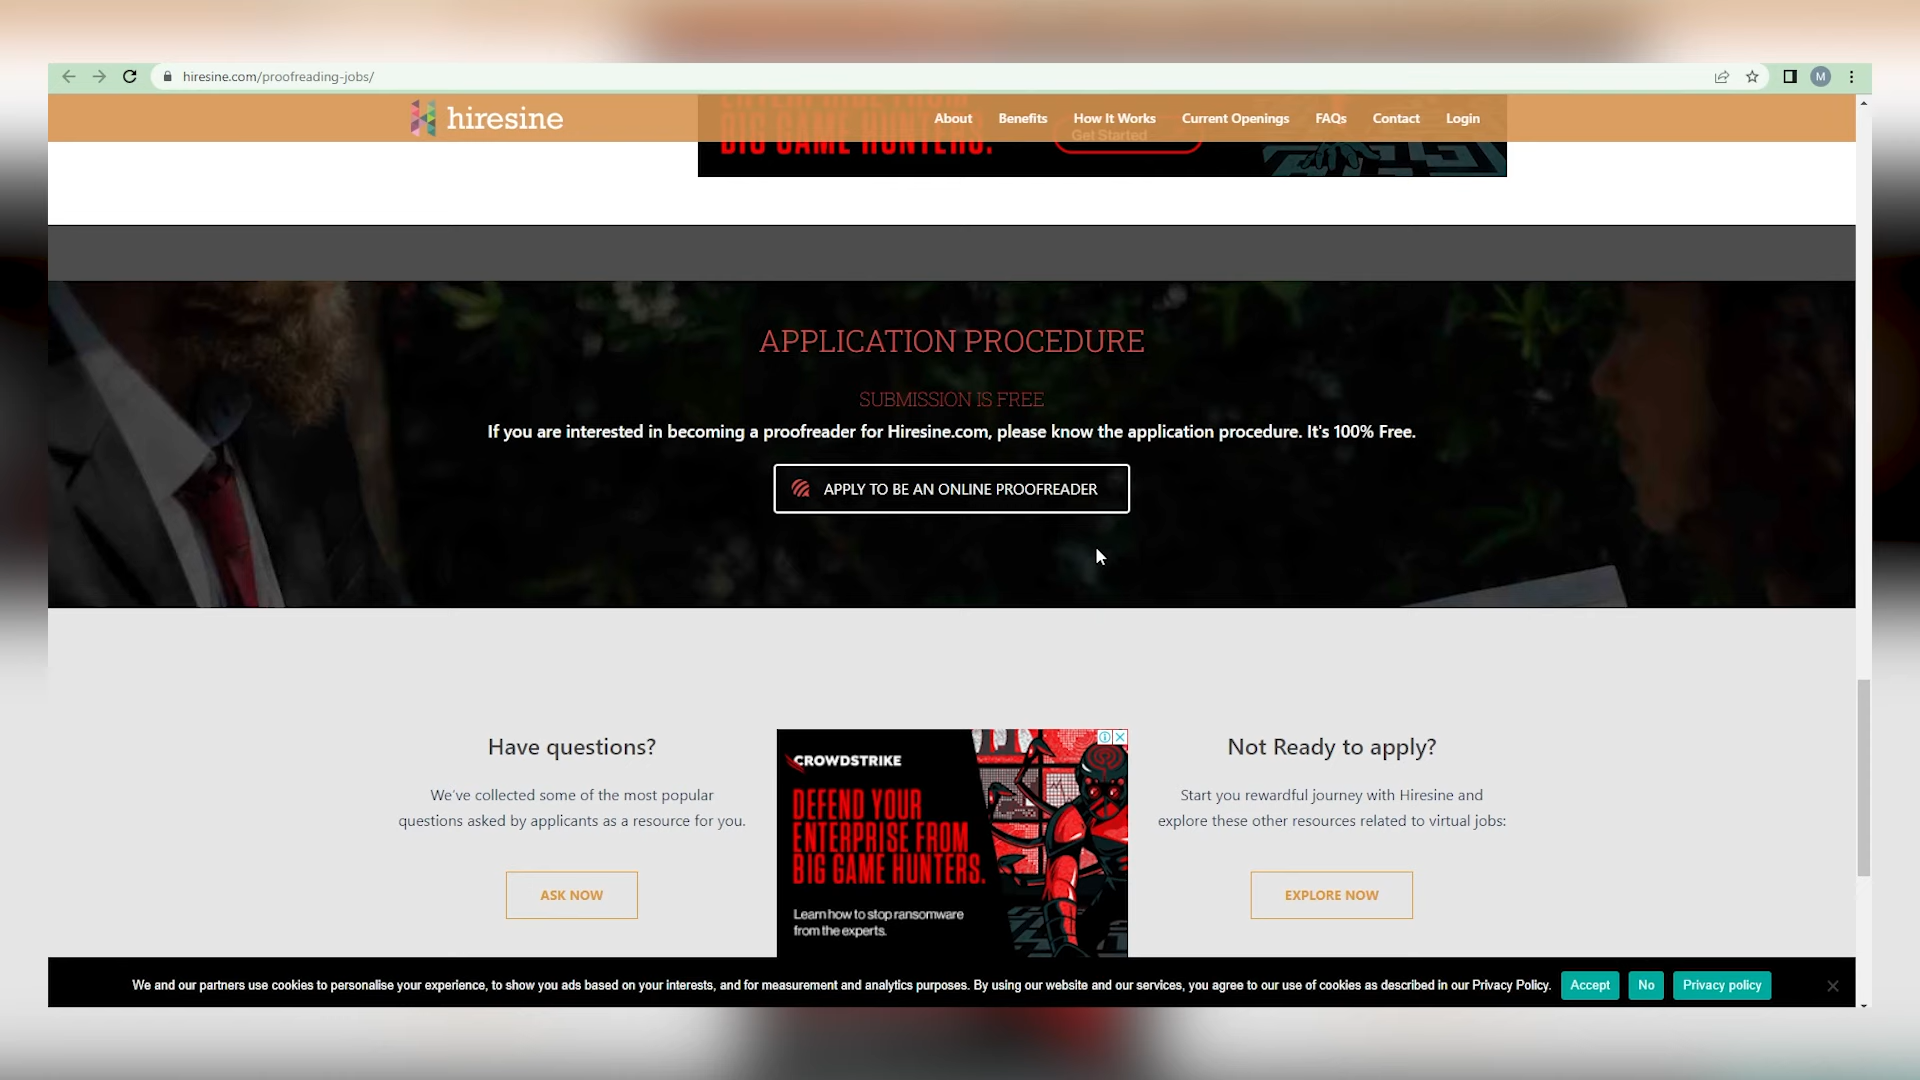 hiresine.com/proofreading-jobs/
M
hiresine
About
Benefits
How It Works
Current Openings
FAQs
Contact
Login
BIG GAME HUNTERS.
Get Started
APPLICATION PROCEDURE
SUBMISSION IS FREE
If you are interested in becoming a proofreader for Hiresine.com, please know the application procedure. It's 100% Free.
APPLY TO BE AN ONLINE PROOFREADER
Have questions?
We've collected some of the most popular
questions asked by applicants as a resource for you.
ASK NOW
CROWDSTRIKE
DEFEND YOUR
ENTERPRISE FROM
BIG GAME HUNTERS.
Learn how to stop ransomware
from the experts.
Not Ready to apply?
Start you rewardful journey with Hiresine and
explore these other resources related to virtual jobs:
EXPLORE NOW
We and our partners use cookies to personalise your experience, to show you ads based on your interests, and for measurement and analytics purposes. By using our website and our services, you agree to our use of cookies as described in our Privacy Policy.
Accept
No
Privacy policy